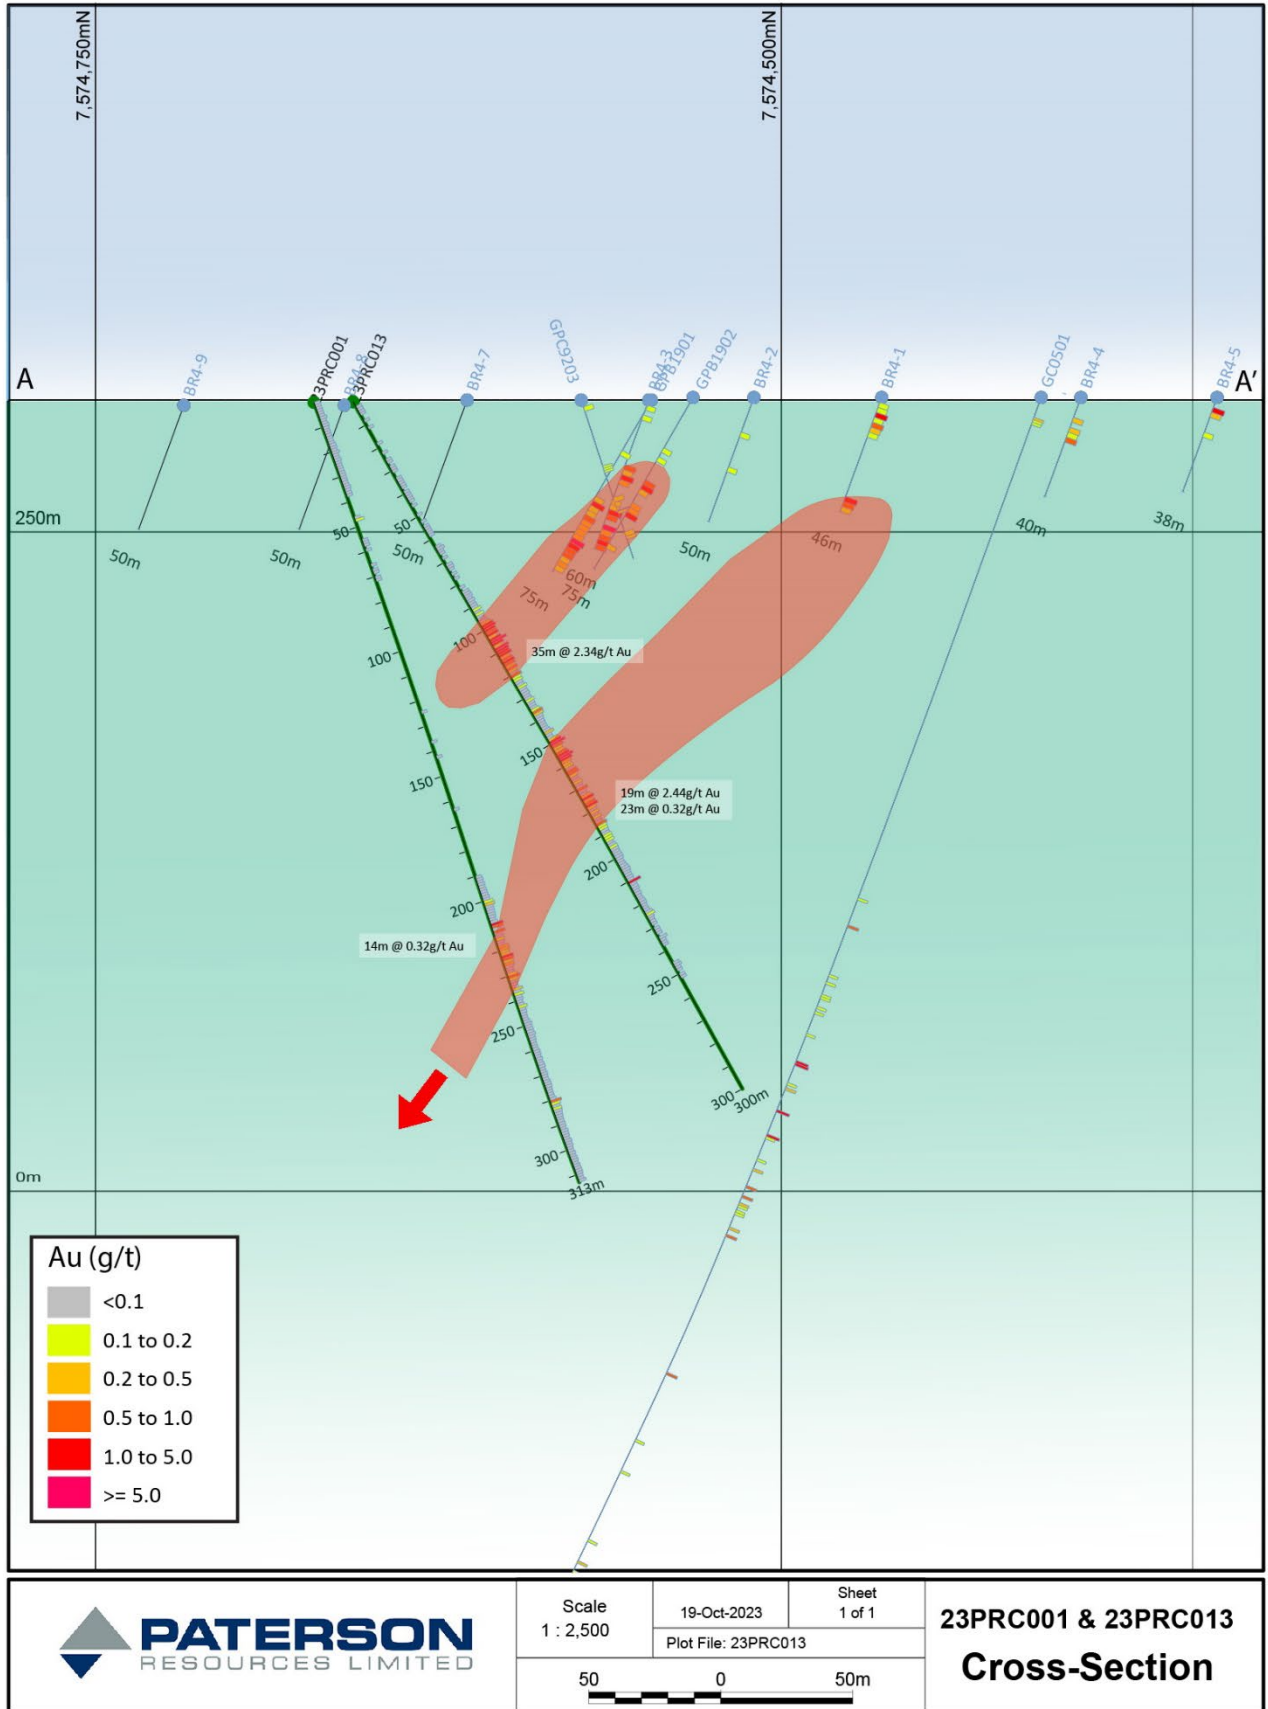 7,574,750mN
7,574,500mN
A
A'
BR4-9
3PRC001
BR4-8
3PRC013
BR4-7
GPC9203
BR4-3
GPB1901
GPB1902
BR4-2
BR4-1
GC0501
BR4-4
BR4-5
250m
50m
50m
50
50
50m
60m
75m
75m
50m
46m
40m
38m
100
100
35m @ 2.34g/t Au
150
150
19m @ 2.44g/t Au
23m @ 0.32g/t Au
200
200
14m @ 0.32g/t Au
250
250
300
300m
300
313m
0m
Au (g/t)
<0.1
0.1 to 0.2
0.2 to 0.5
0.5 to 1.0
1.0 to 5.0
>= 5.0
PATERSON
RESOURCES LIMITED
Scale
1 : 2,500
19-Oct-2023
Sheet
1 of 1
Plot File: 23PRC013
50 0 50m
23PRC001 & 23PRC013
Cross-Section